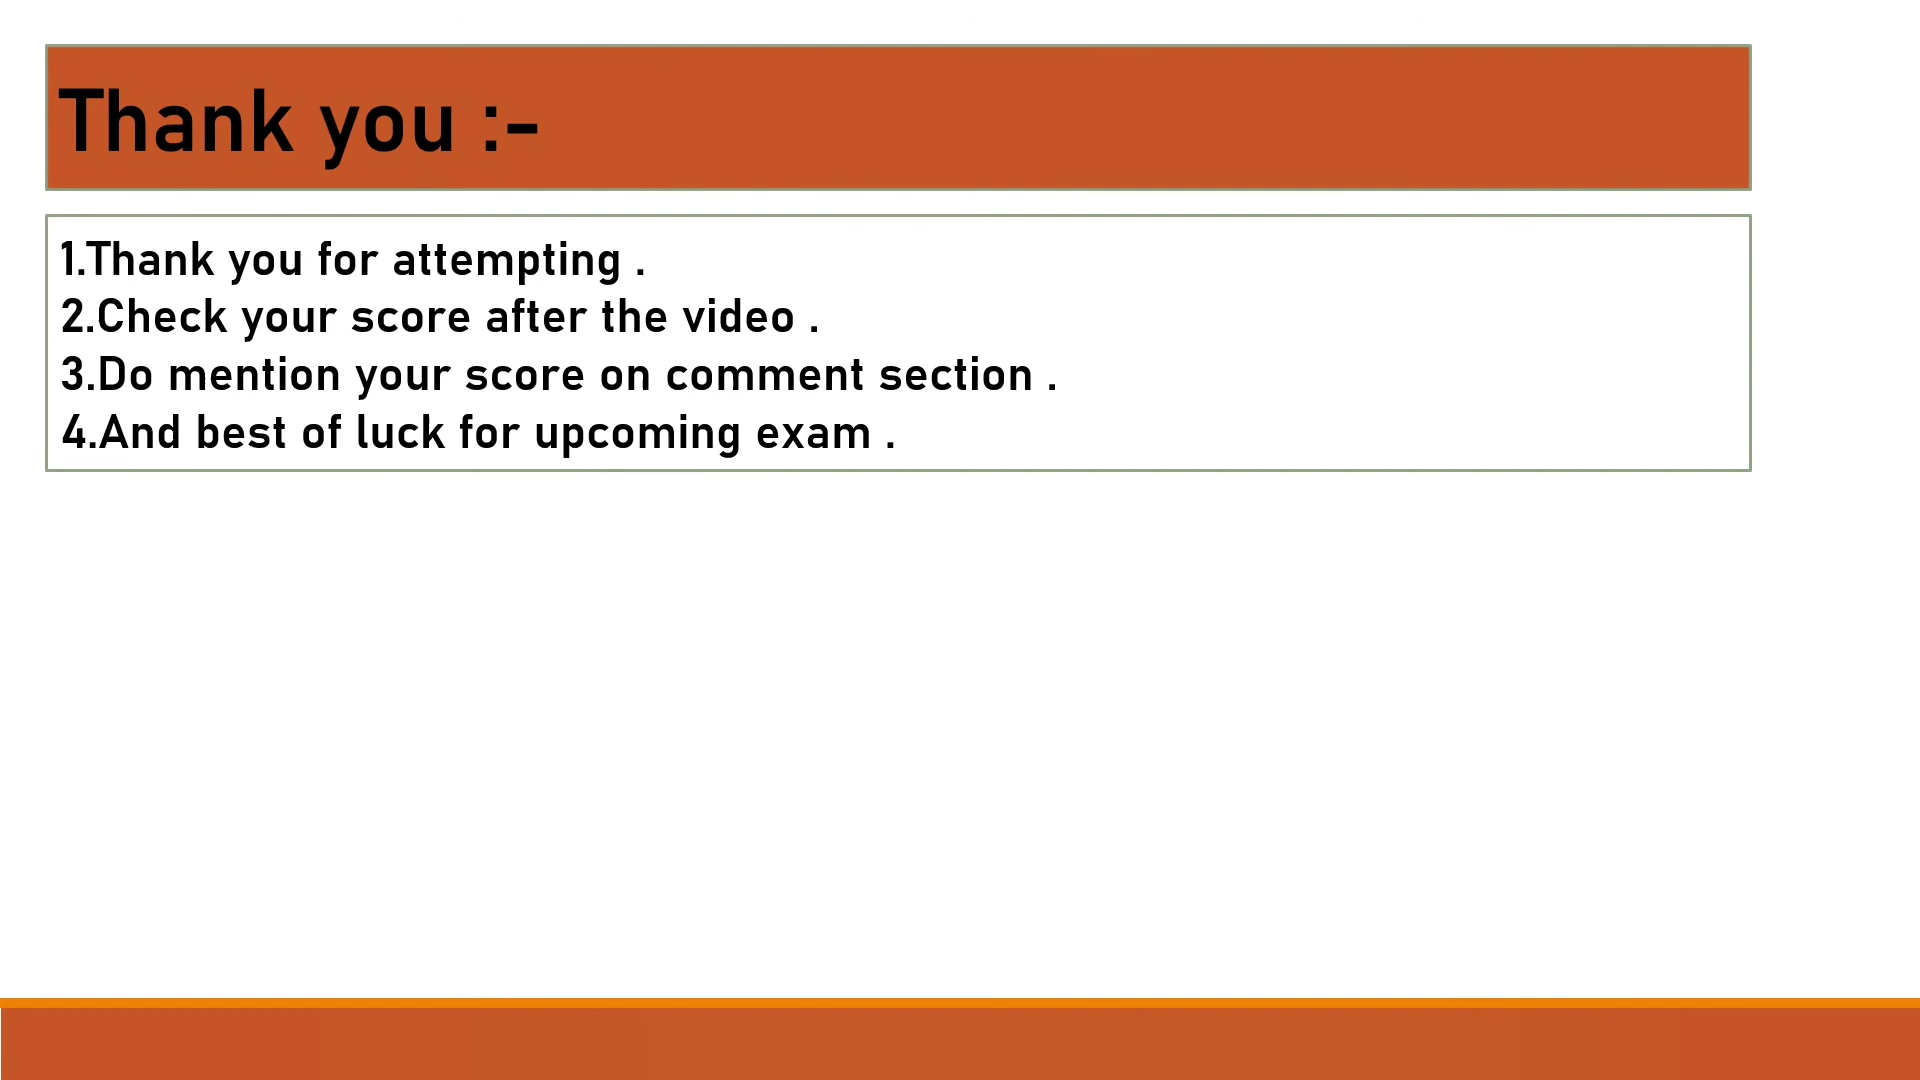 Thank you :-
1.Thank you for attempting .
2.Check your score after the video .
3.Do mention your score on comment section .
4.And best of luck for upcoming exam .